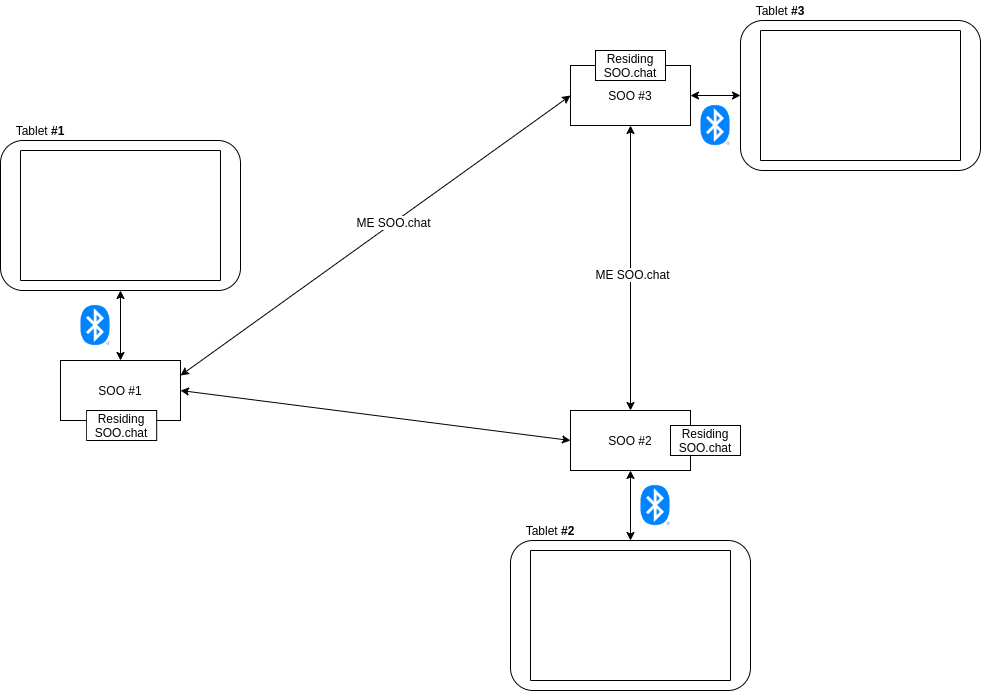 Tablet #3
Residing
SOO.chat
SOO #3
Tablet #1
ME SOO.chat
ME SOO.chat
SOO #1
Residing
SOO.chat
SOO #2
Residing
SOO.chat
Tablet #2